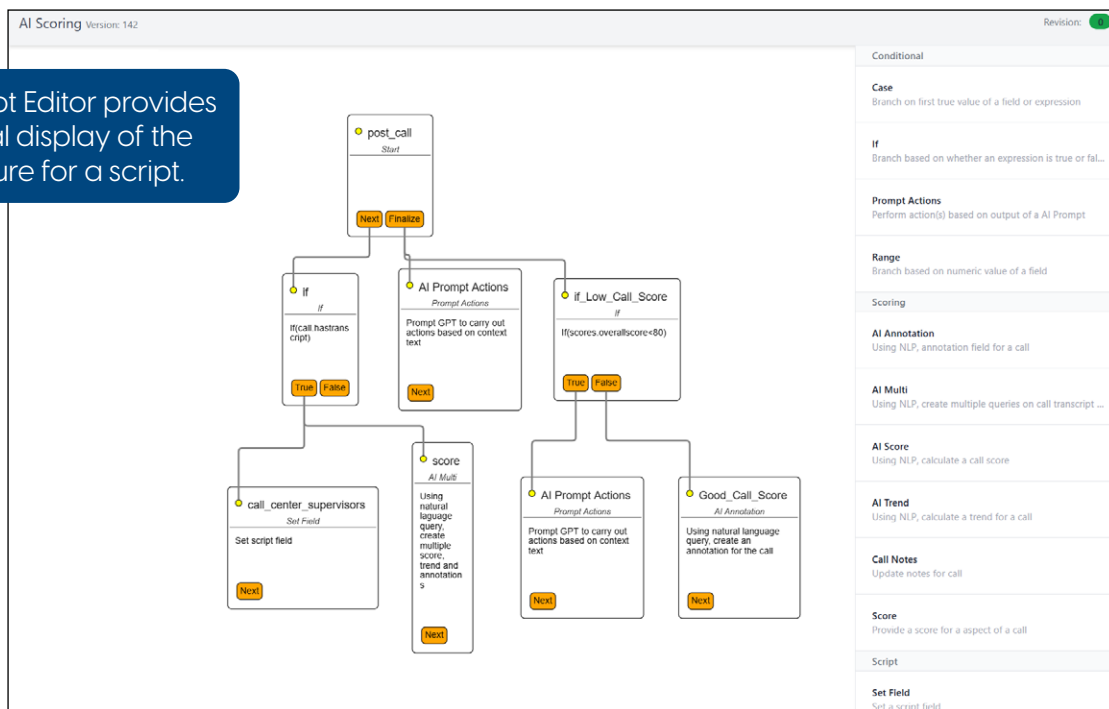 AI Scoring Version: 142
Revision: 0
ot Editor provides
al display of the
ure for a script.
post_call
Start
Next Finalize
If
If
If(call hastrans
cript)
True False
AI Prompt Actions
Prompt Actions
Prompt GPT to carry out
actions based on context
text
Next
if_Low_Call_Score
If
If(scores.overallscore<80)
True False
call_center_supervisors
Set Field
Set script field
Next
score
AI Multi
Using
natural
laguage
query,
create
multiple
score,
trend and
annotation
s
Next
AI Prompt Actions
Prompt Actions
Prompt GPT to carry out
actions based on context
text
Next
Good_Call_Score
AI Annotation
Using natural language
query, create an
annotation for the call
Next
Conditional
Case
Branch on first true value of a field or expression
If
Branch based on whether an expression is true or fal...
Prompt Actions
Perform action(s) based on output of a AI Prompt
Range
Branch based on numeric value of a field
Scoring
AI Annotation
Using NLP, annotation field for a call
AI Multi
Using NLP, create multiple queries on call transcript ...
AI Score
Using NLP, calculate a call score
AI Trend
Using NLP, calculate a trend for a call
Call Notes
Update notes for call
Score
Provide a score for a aspect of a call
Script
Set Field
Set a script field